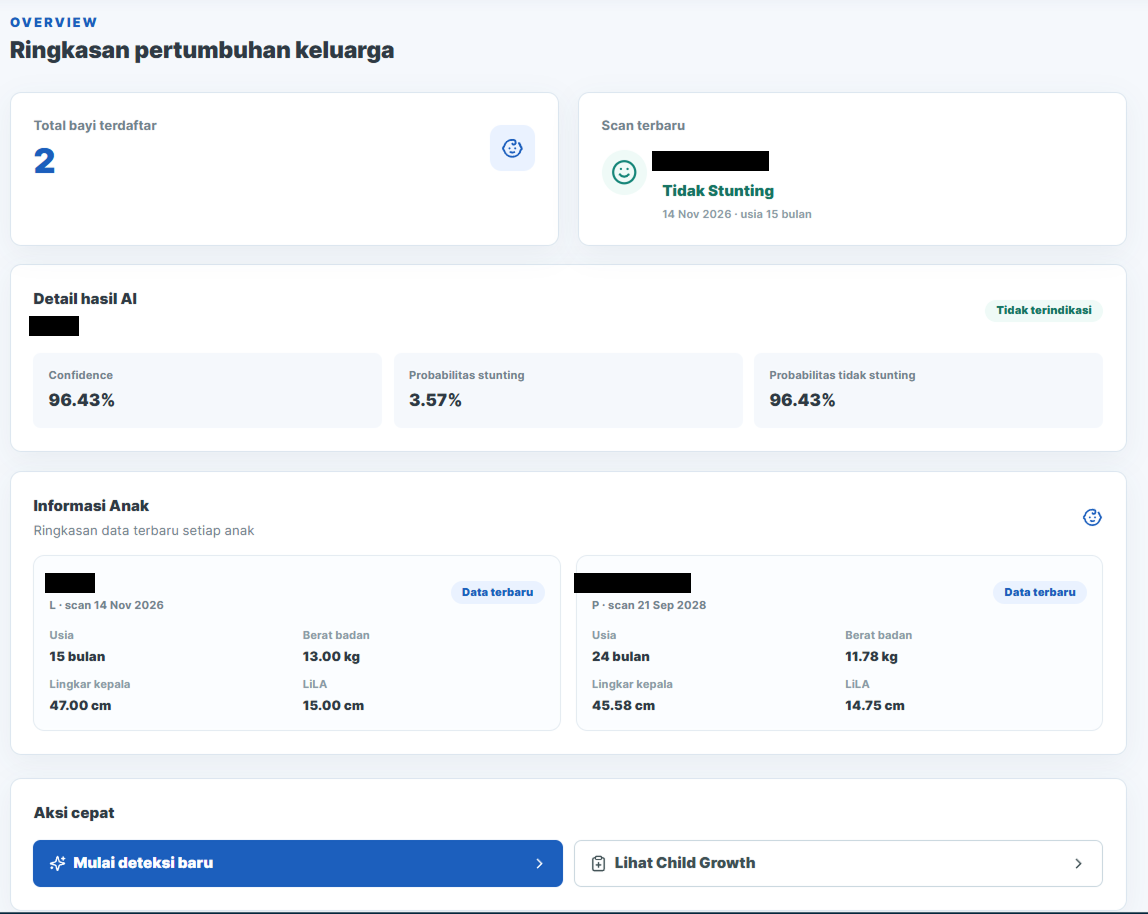 OVERVIEW
Ringkasan pertumbuhan keluarga
Total bayi terdaftar
2
Scan terbaru
Tidak Stunting
14 Nov 2026 · usia 15 bulan
Detail hasil AI
Tidak terindikasi
Confidence
96.43%
Probabilitas stunting
3.57%
Probabilitas tidak stunting
96.43%
Informasi Anak
Ringkasan data terbaru setiap anak
L · scan 14 Nov 2026
Data terbaru
Usia
15 bulan
Berat badan
13.00 kg
Lingkar kepala
47.00 cm
LiLA
15.00 cm
P · scan 21 Sep 2028
Data terbaru
Usia
24 bulan
Berat badan
11.78 kg
Lingkar kepala
45.58 cm
LiLA
14.75 cm
Aksi cepat
Mulai deteksi baru
Lihat Child Growth